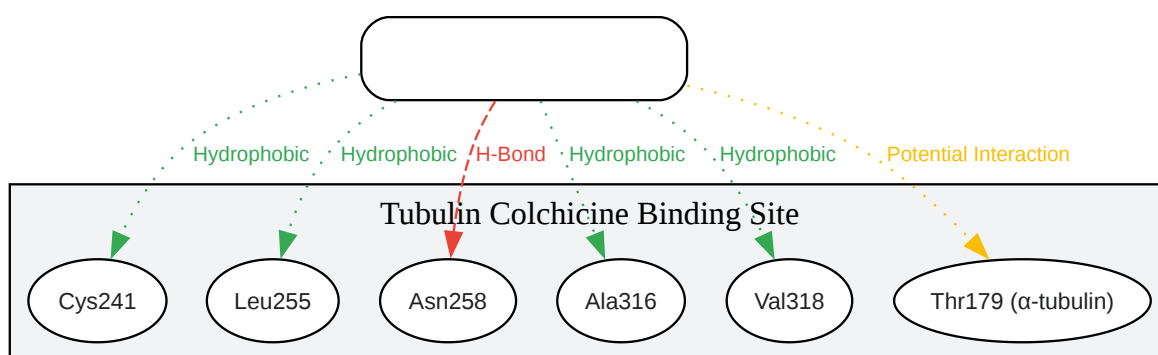 Hydrophobic Hydrophobic H-Bond Hydrophobic Hydrophobic Potential Interaction
Tubulin Colchicine Binding Site
Cys241 Leu255 Asn258 Ala316 Val318 Thr179 (α-tubulin)